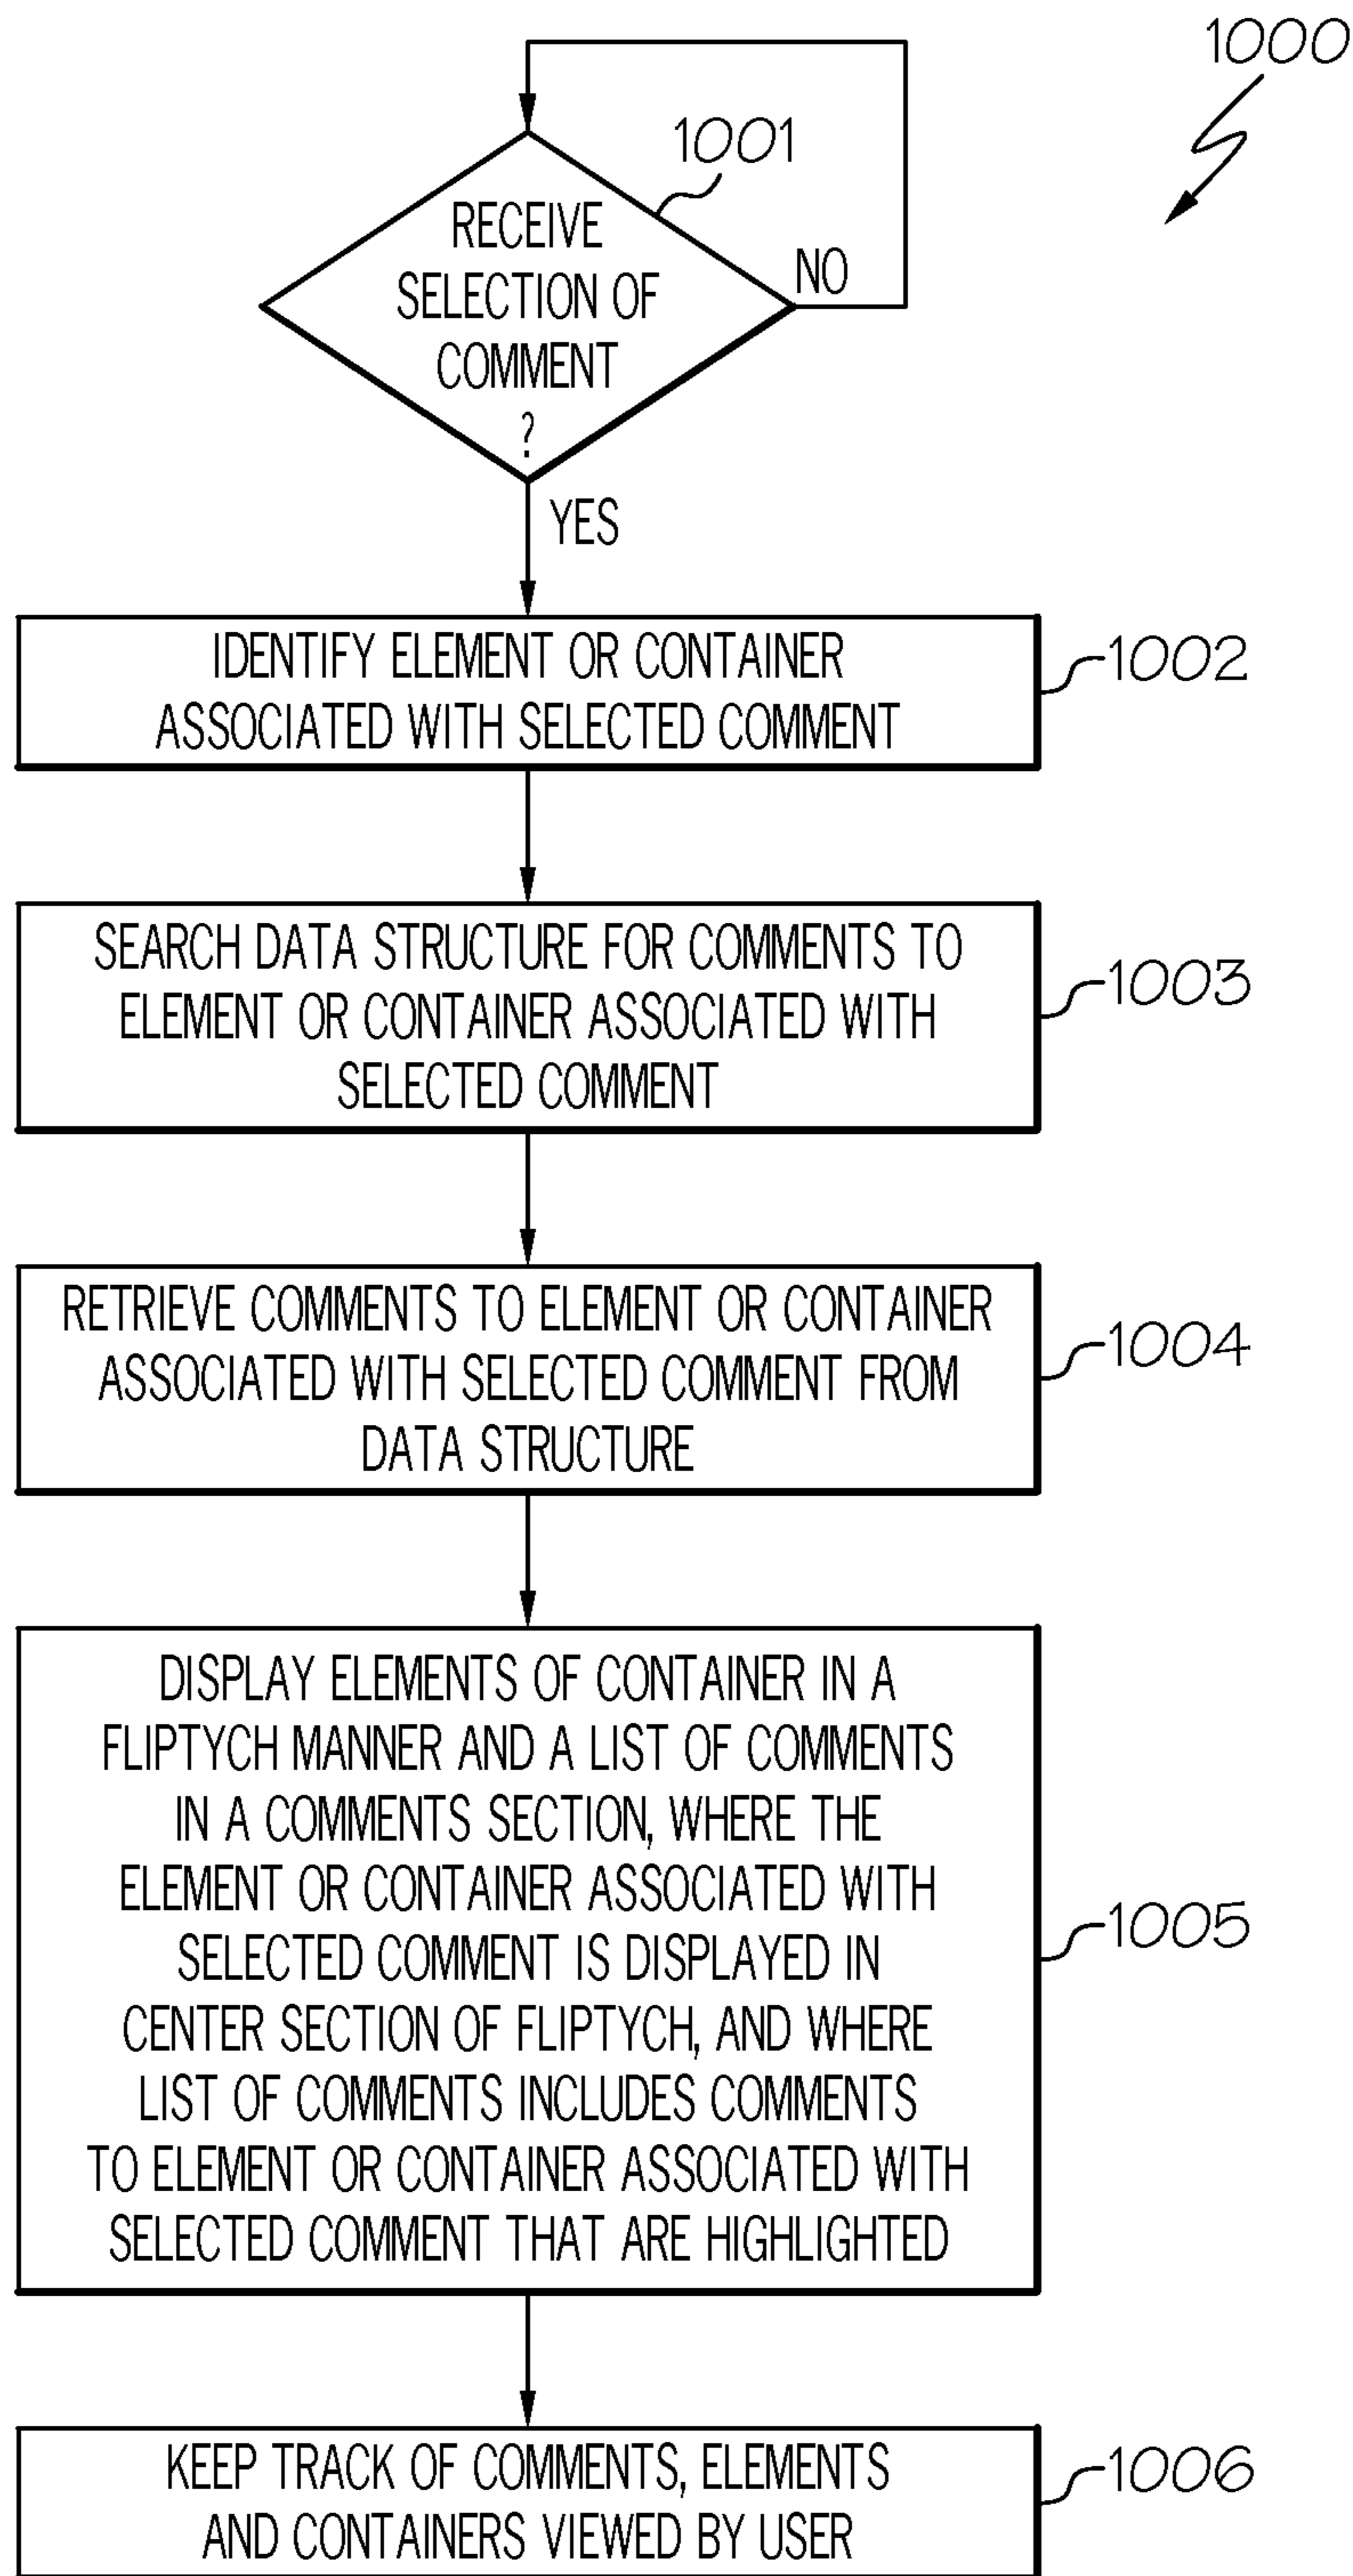 1000
1001
RECEIVE
SELECTION OF
COMMENT
?
NO
YES
IDENTIFY ELEMENT OR CONTAINER
ASSOCIATED WITH SELECTED COMMENT
1002
SEARCH DATA STRUCTURE FOR COMMENTS TO
ELEMENT OR CONTAINER ASSOCIATED WITH
SELECTED COMMENT
1003
RETRIEVE COMMENTS TO ELEMENT OR CONTAINER
ASSOCIATED WITH SELECTED COMMENT FROM
DATA STRUCTURE
1004
DISPLAY ELEMENTS OF CONTAINER IN A
FLIPTYCH MANNER AND A LIST OF COMMENTS
IN A COMMENTS SECTION, WHERE THE
ELEMENT OR CONTAINER ASSOCIATED WITH
SELECTED COMMENT IS DISPLAYED IN
CENTER SECTION OF FLIPTYCH, AND WHERE
LIST OF COMMENTS INCLUDES COMMENTS
TO ELEMENT OR CONTAINER ASSOCIATED WITH
SELECTED COMMENT THAT ARE HIGHLIGHTED
1005
KEEP TRACK OF COMMENTS, ELEMENTS
AND CONTAINERS VIEWED BY USER
1006